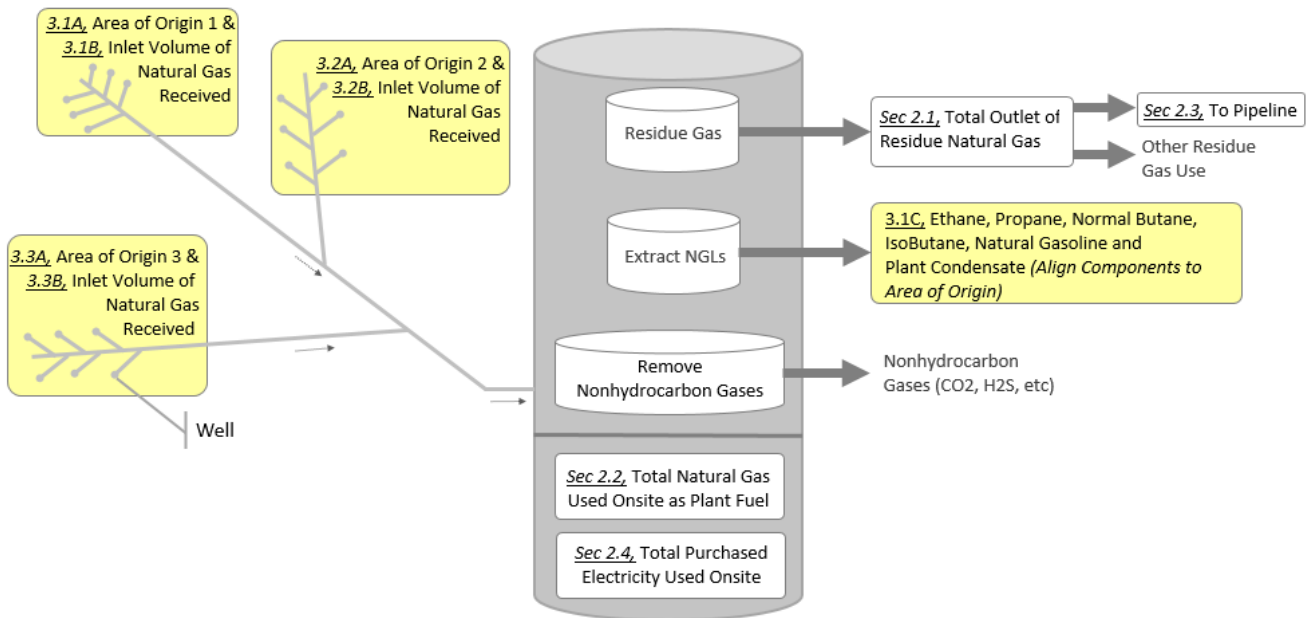 3.1A, Area of Origin 1 &
3.1B, Inlet Volume of
Natural Gas
Received
3.2A, Area of Origin 2 &
3.2B, Inlet Volume of
Natural Gas
Received
3.3A, Area of Origin 3 &
3.3B, Inlet Volume of
Natural Gas
Received
Well
Residue Gas
Extract NGLs
Remove
Nonhydrocarbon Gases
Sec 2.2, Total Natural Gas
Used Onsite as Plant Fuel
Sec 2.4, Total Purchased
Electricity Used Onsite
Sec 2.1, Total Outlet of
Residue Natural Gas
Sec 2.3, To Pipeline
Other Residue
Gas Use
3.1C, Ethane, Propane, Normal Butane,
IsoButane, Natural Gasoline and
Plant Condensate (Align Components to
Area of Origin)
Nonhydrocarbon
Gases (CO2, H2S, etc)